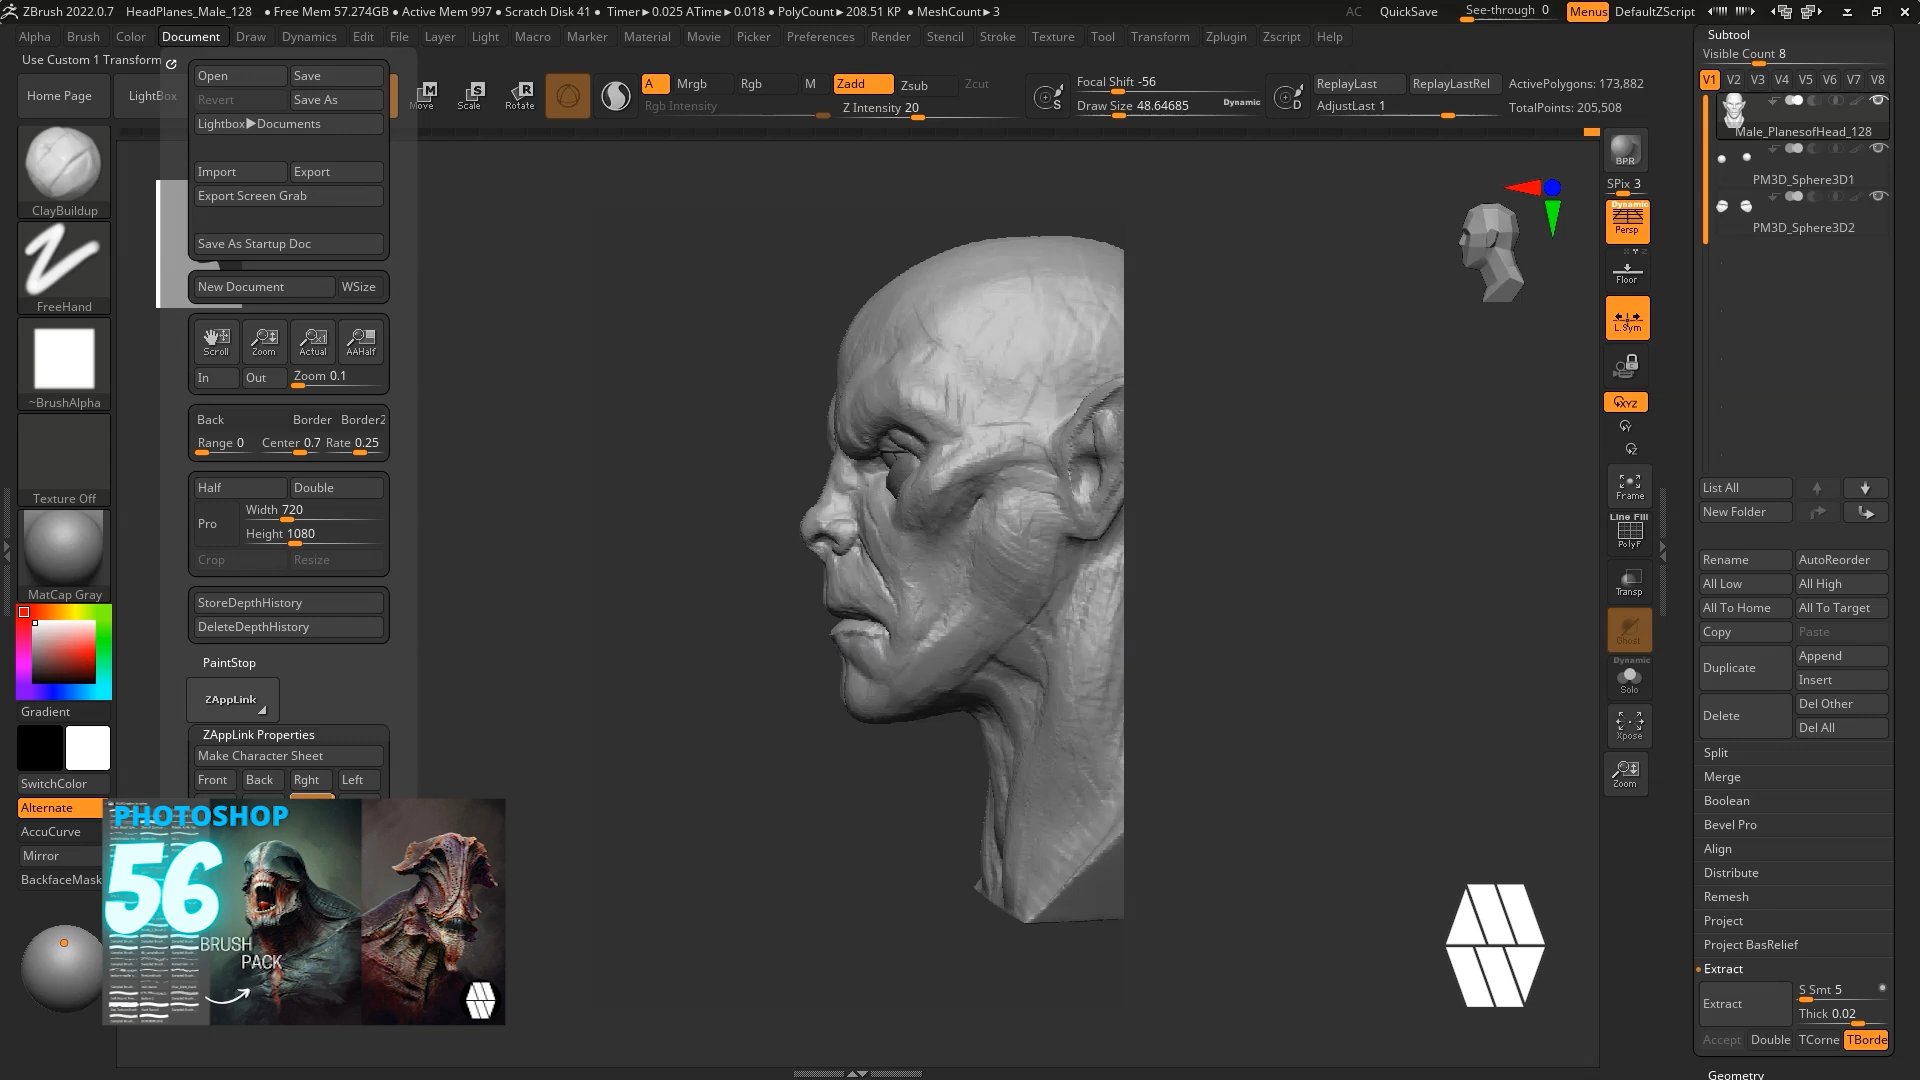 ZBrush 2022.0.7 HeadPlanes_Male_128 • Free Mem 57.274GB • Active Mem 997 • Scratch Disk 41 • Timer▶0.025 ATime▶0.018 • PolyCount▶208.51 KP • MeshCount▶3 AC QuickSave See-through 0 Menus DefaultZScript
Alpha Brush Color Document Draw Dynamics Edit File Layer Light Macro Marker Material Movie Picker Preferences Render Stencil Stroke Texture Tool Transform Zplugin Zscript Help
Use Custom 1 Transform
Home Page LightBox
Move Scale Rotate
A Mrgb Rgb M Zadd Zsub Zcut
Rgb Intensity Z Intensity 20
Focal Shift -56
Draw Size 48.64685 Dynamic
S D
ReplayLast ReplayLastRel ActivePolygons: 173,882
AdjustLast 1 TotalPoints: 205,508
ClayBuildup
FreeHand
~BrushAlpha
Texture Off
MatCap Gray
Gradient
SwitchColor
Alternate
AccuCurve
Mirror
BackfaceMask
Open Save
Revert Save As
Lightbox▶Documents
Import Export
Export Screen Grab
Save As Startup Doc
New Document WSize
Scroll Zoom Actual AAHalf
In Out Zoom 0.1
Back Border Border2
Range 0 Center 0.7 Rate 0.25
Half Double
Pro Width 720
Height 1080
Crop Resize
StoreDepthHistory
DeleteDepthHistory
PaintStop
ZAppLink
ZAppLink Properties
Make Character Sheet
Front Back Rght Left
PHOTOSHOP
56
BRUSH
PACK
BPR
SPix 3
Dynamic
Persp
Floor
L.Sym
XYZ
Frame
Line Fill
PolyF
Transp
Ghost
Dynamic
Solo
Xpose
Zoom
Subtool
Visible Count 8
V1 V2 V3 V4 V5 V6 V7 V8
Male_PlanesofHead_128
PM3D_Sphere3D1
PM3D_Sphere3D2
List All
New Folder
Rename AutoReorder
All Low All High
All To Home All To Target
Copy Paste
Duplicate Append
Insert
Delete Del Other
Del All
Split
Merge
Boolean
Bevel Pro
Align
Distribute
Remesh
Project
Project BasRelief
Extract
Extract S Smt 5
Thick 0.02
Accept Double TCorne TBorde
Geometry